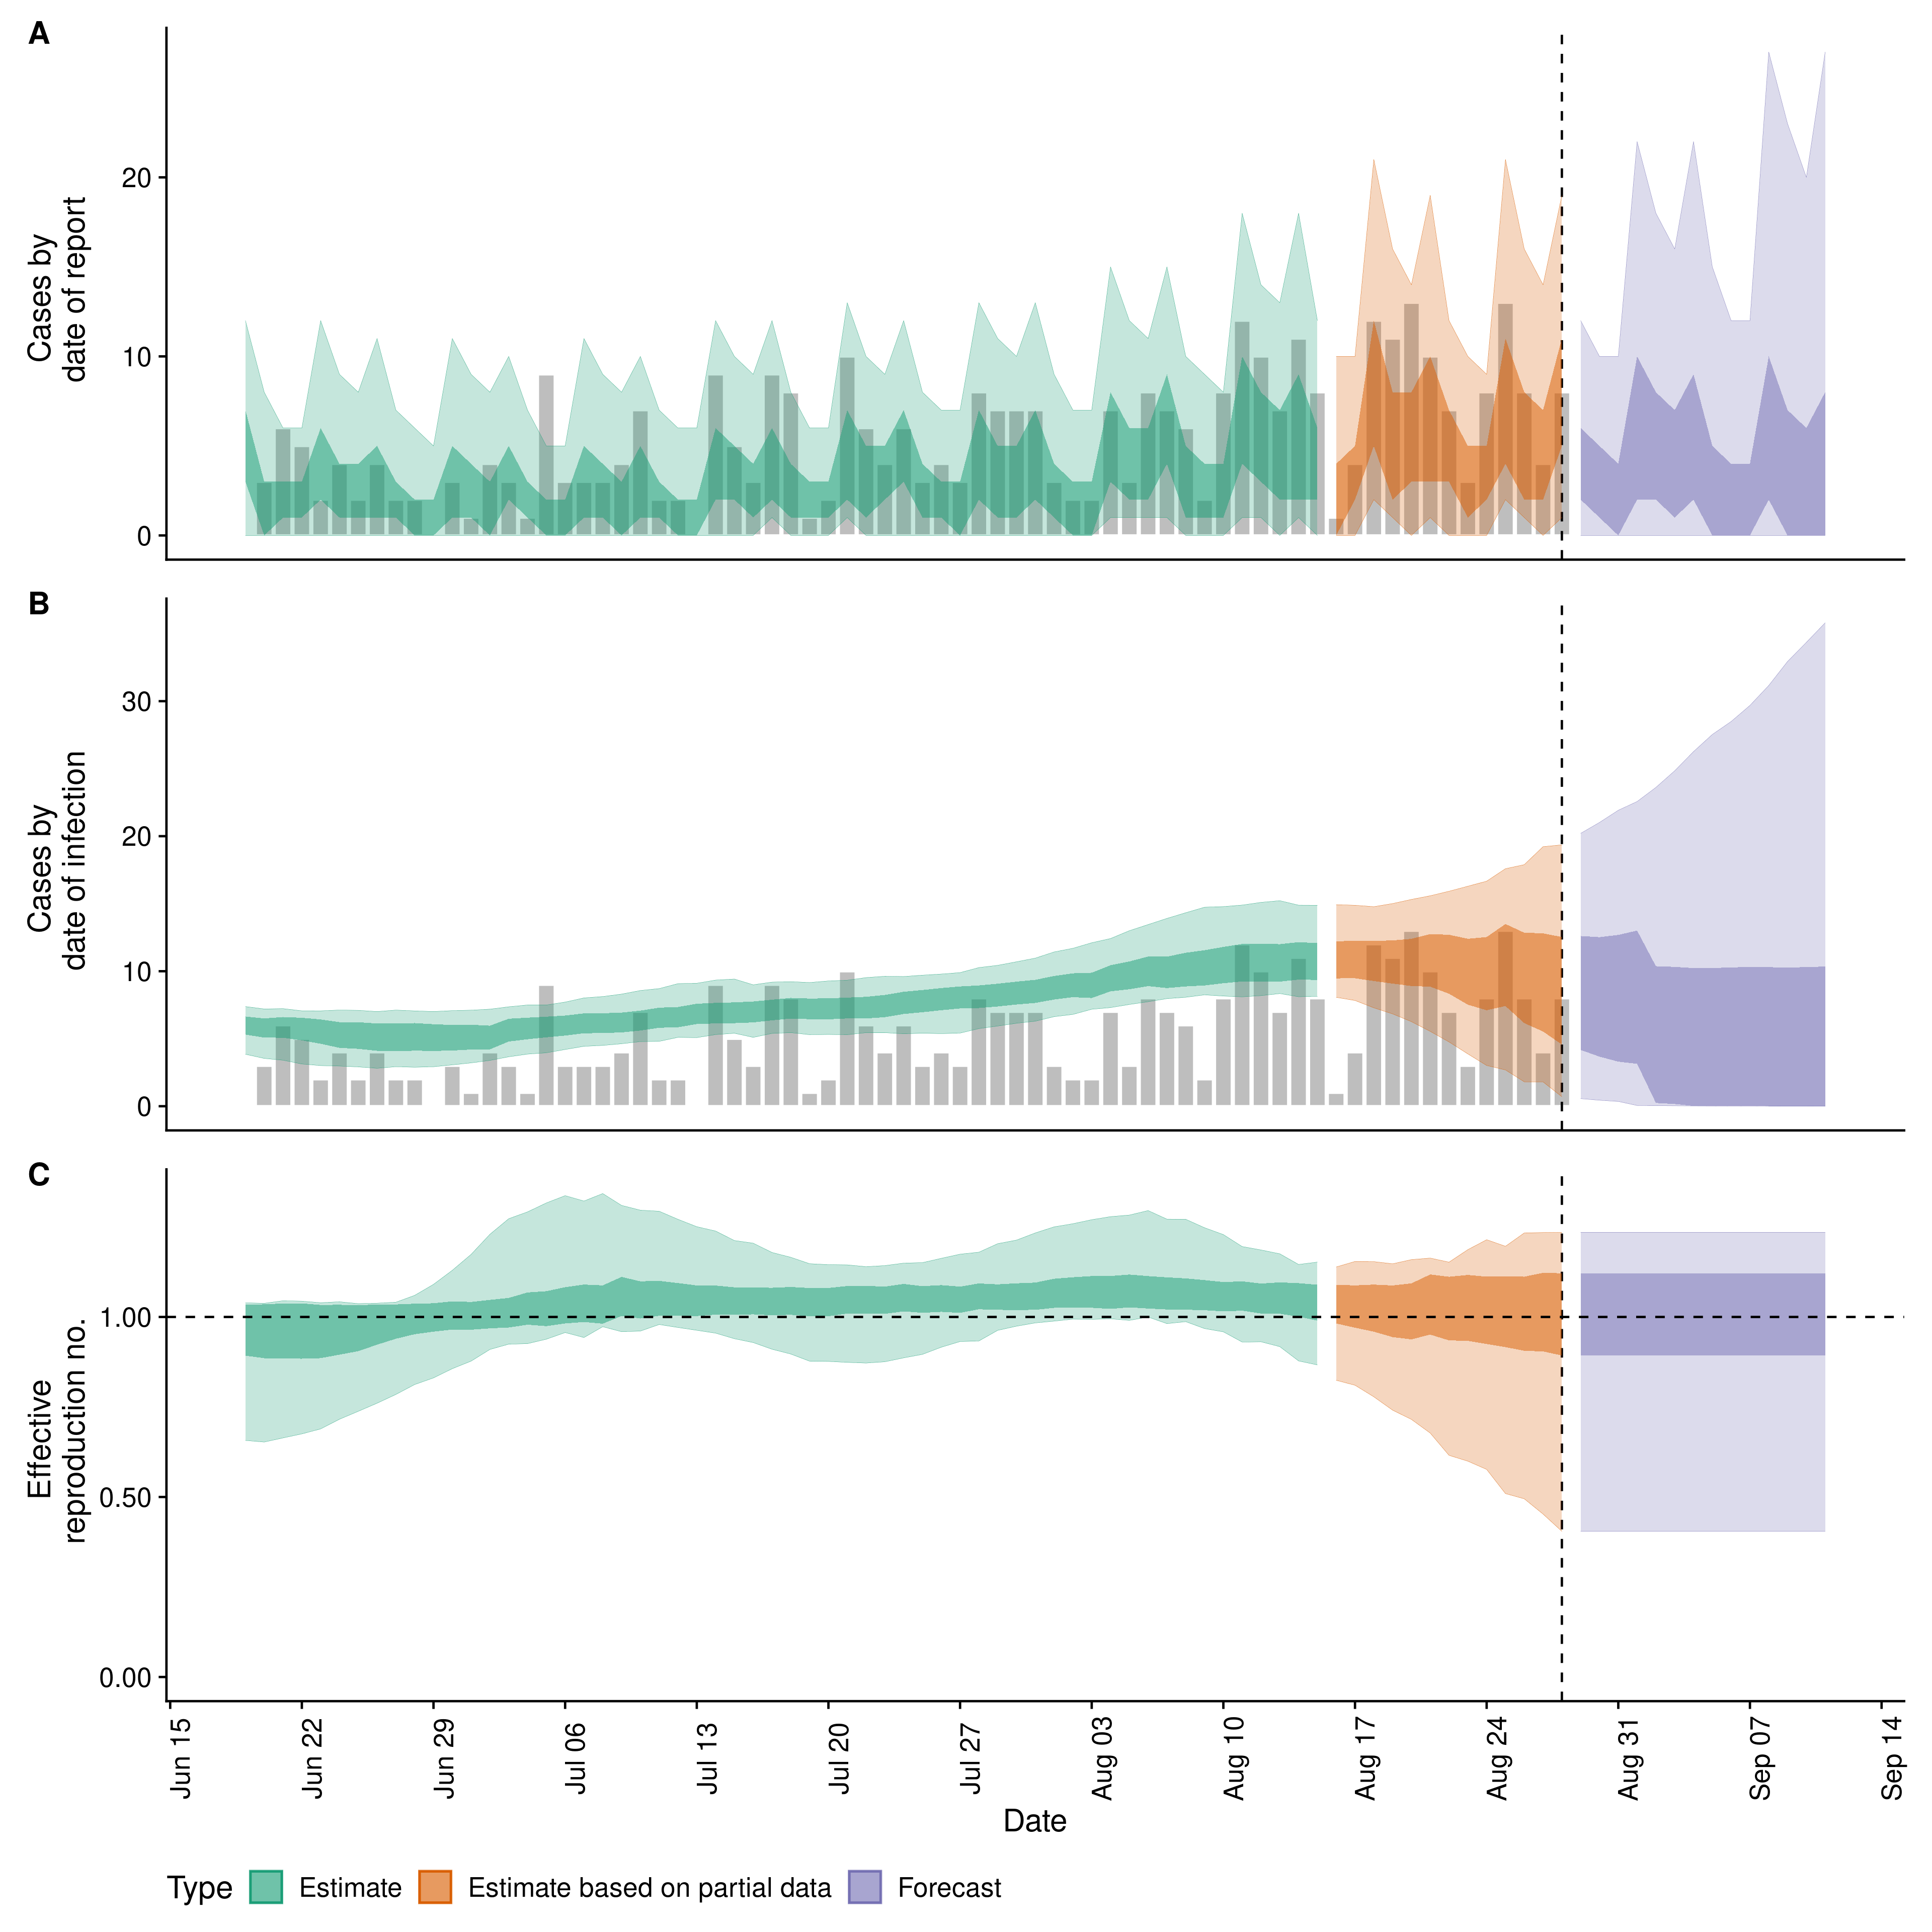 A
Cases by
date of report
20
10
0
B
Cases by
date of infection
30
20
10
0
C
Effective
reproduction no.
1.00
0.50
0.00
Jun 15
Jun 22
Jun 29
Jul 06
Jul 13
Jul 20
Jul 27
Aug 03
Aug 10
Aug 17
Aug 24
Aug 31
Sep 07
Sep 14
Date
Type Estimate Estimate based on partial data Forecast